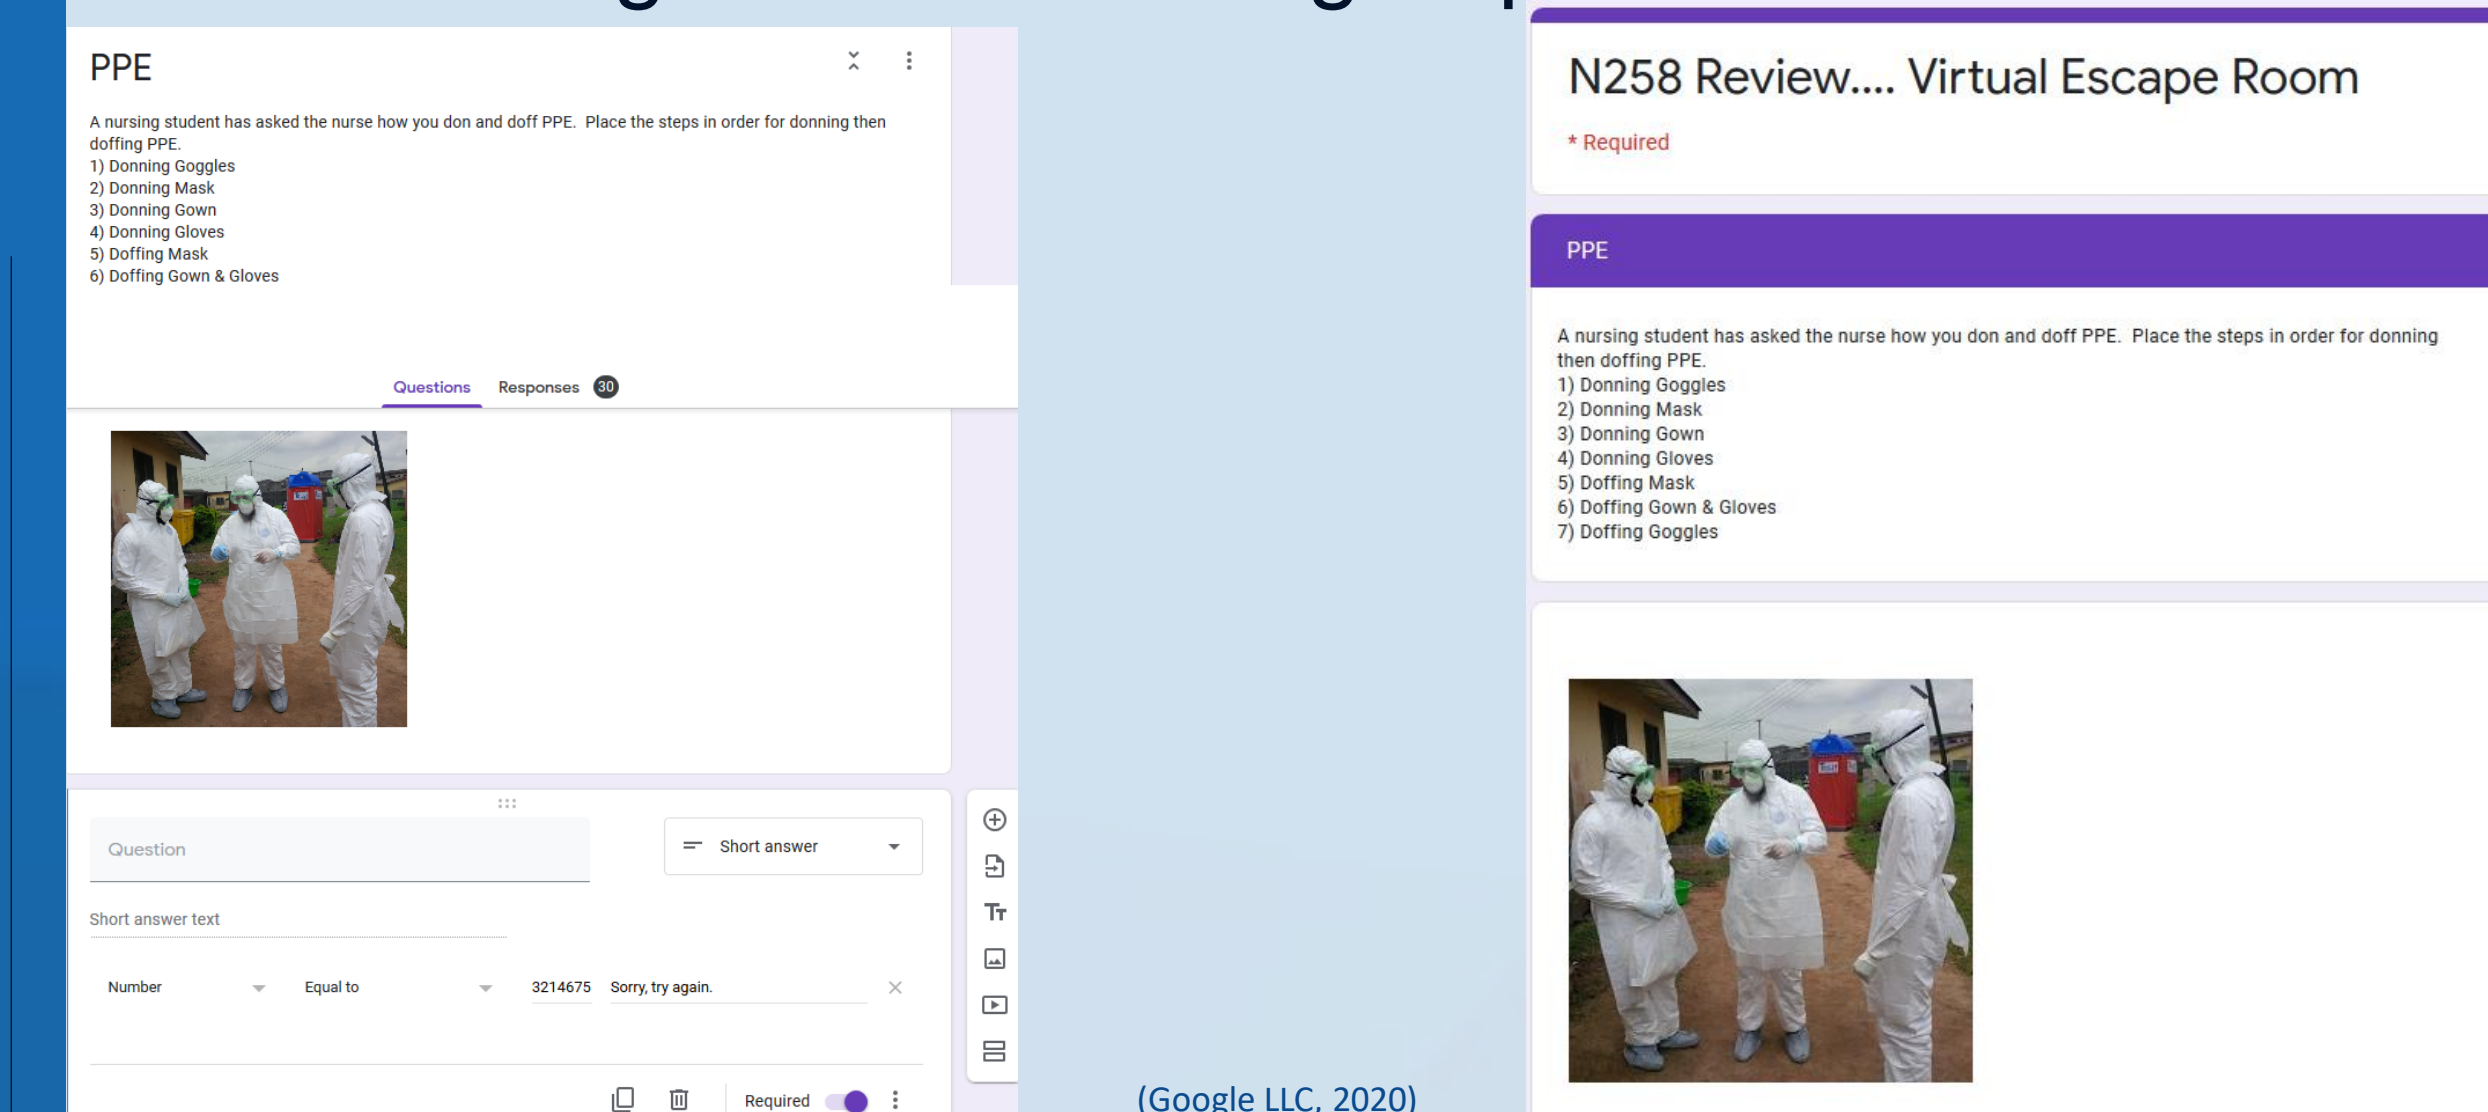 PPE
A nursing student has asked the nurse how you don and doff PPE.  Place the steps in order for donning then
doffing PPE.
1) Donning Goggles
2) Donning Mask
3) Donning Gown
4) Donning Gloves
5) Doffing Mask
6) Doffing Gown & Gloves
Questions Responses 30
Question
Short answer
Short answer text
Number Equal to 3214675 Sorry, try again.
Required
(Google LLC, 2020)
N258 Review.... Virtual Escape Room
* Required
PPE
A nursing student has asked the nurse how you don and doff PPE.  Place the steps in order for donning
then doffing PPE.
1) Donning Goggles
2) Donning Mask
3) Donning Gown
4) Donning Gloves
5) Doffing Mask
6) Doffing Gown & Gloves
7) Doffing Goggles